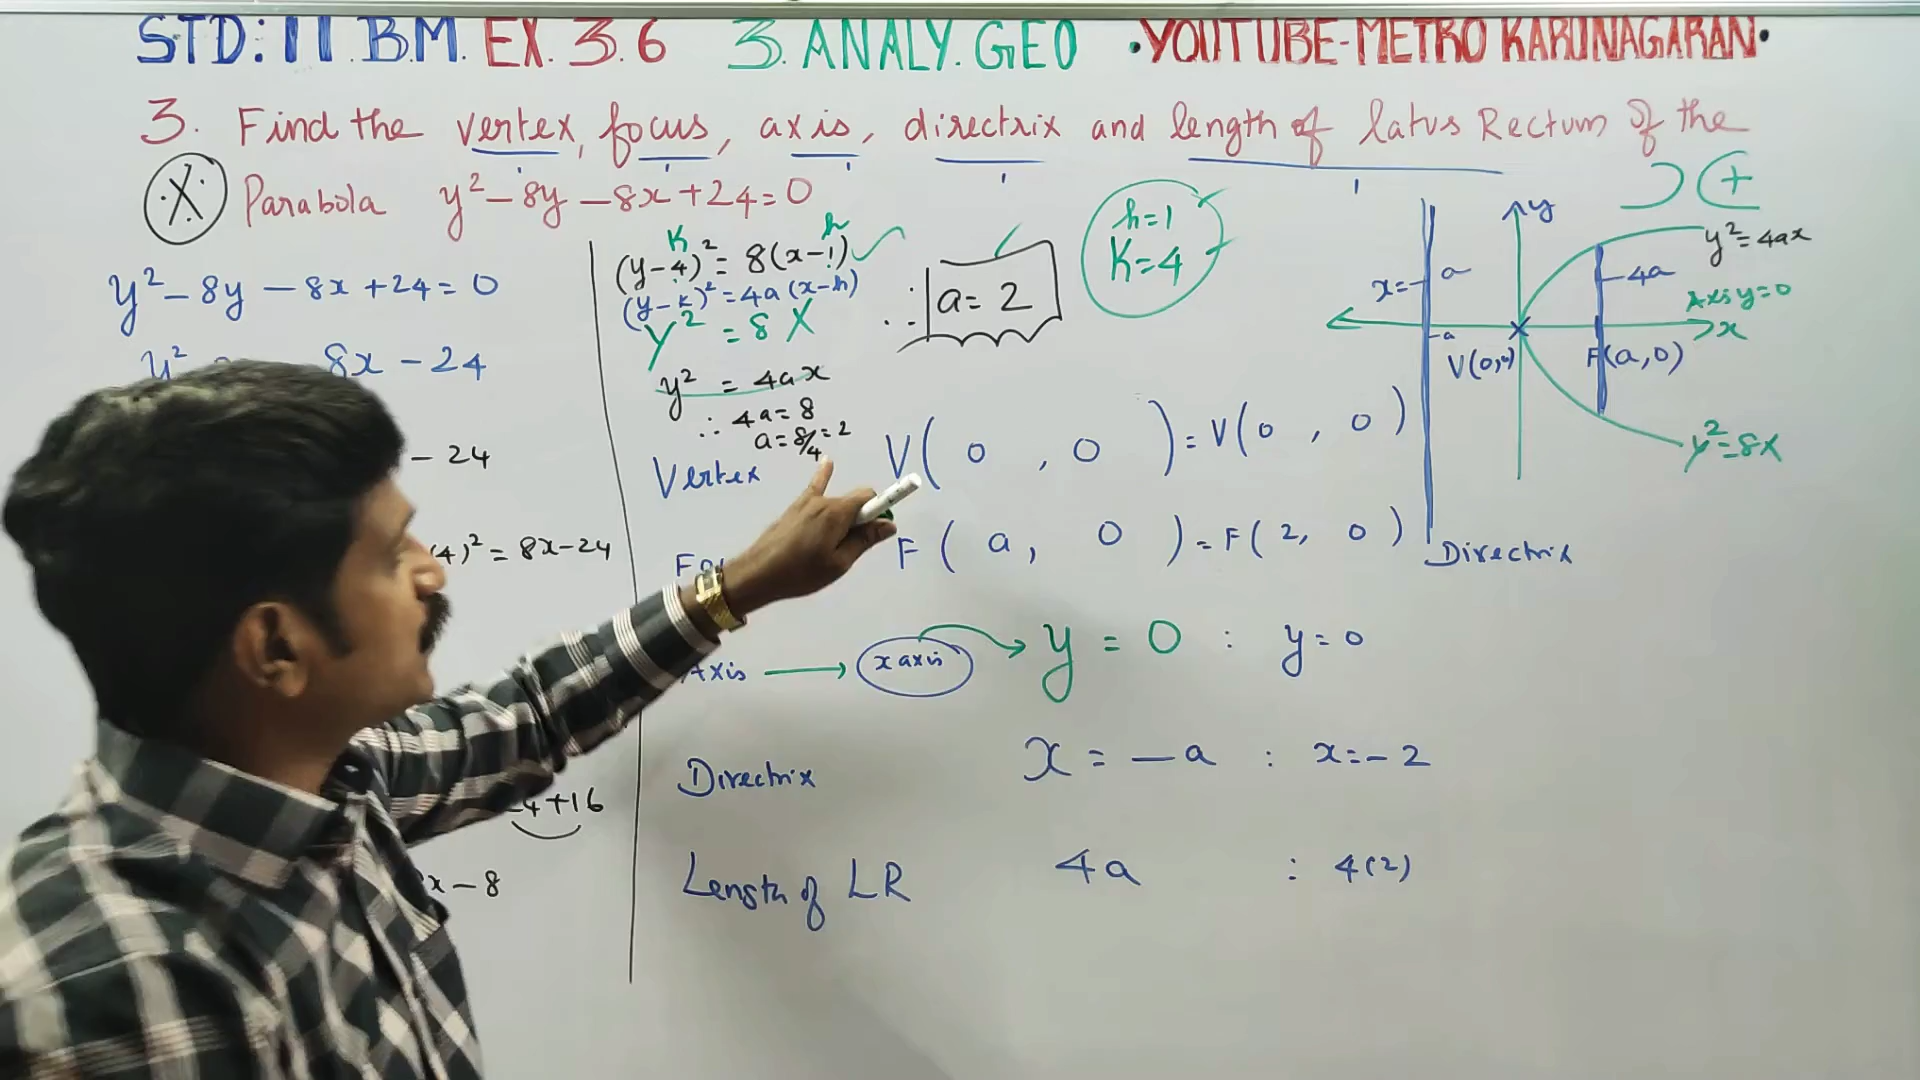 STD: 11. B.M. EX. 3.6 3. ANALY. GEO • YOUTUBE-METRO KARUNAGARAN •
3. Find the vertex, focus, axis, directrix and length of latus Rectum of the
Parabola y² - 8y - 8x + 24 = 0
y² - 8y - 8x + 24 = 0
8x - 24
- 24
4)² = 8x - 24
4 + 16
x - 8
K h
(y - 4)² = 8(x - 1)
(y - k)² = 4a (x - h)
Y² = 8 X
y² = 4ax
∴ 4a = 8
a = 8/4 = 2
∴ a = 2
h = 1
K = 4
Vertex V( 0 , 0 ) = V( 0 , 0 )
F ( a, 0 ) = F( 2, 0 )
Axis → x axis → y = 0 : y = 0
Directrix x = - a : x = - 2
Length of LR 4a : 4(2)
+
y
y² = 4ax
x = - a
4a
Axis y = 0
x
-a
F(a, 0)
y² = 8X
Directrix